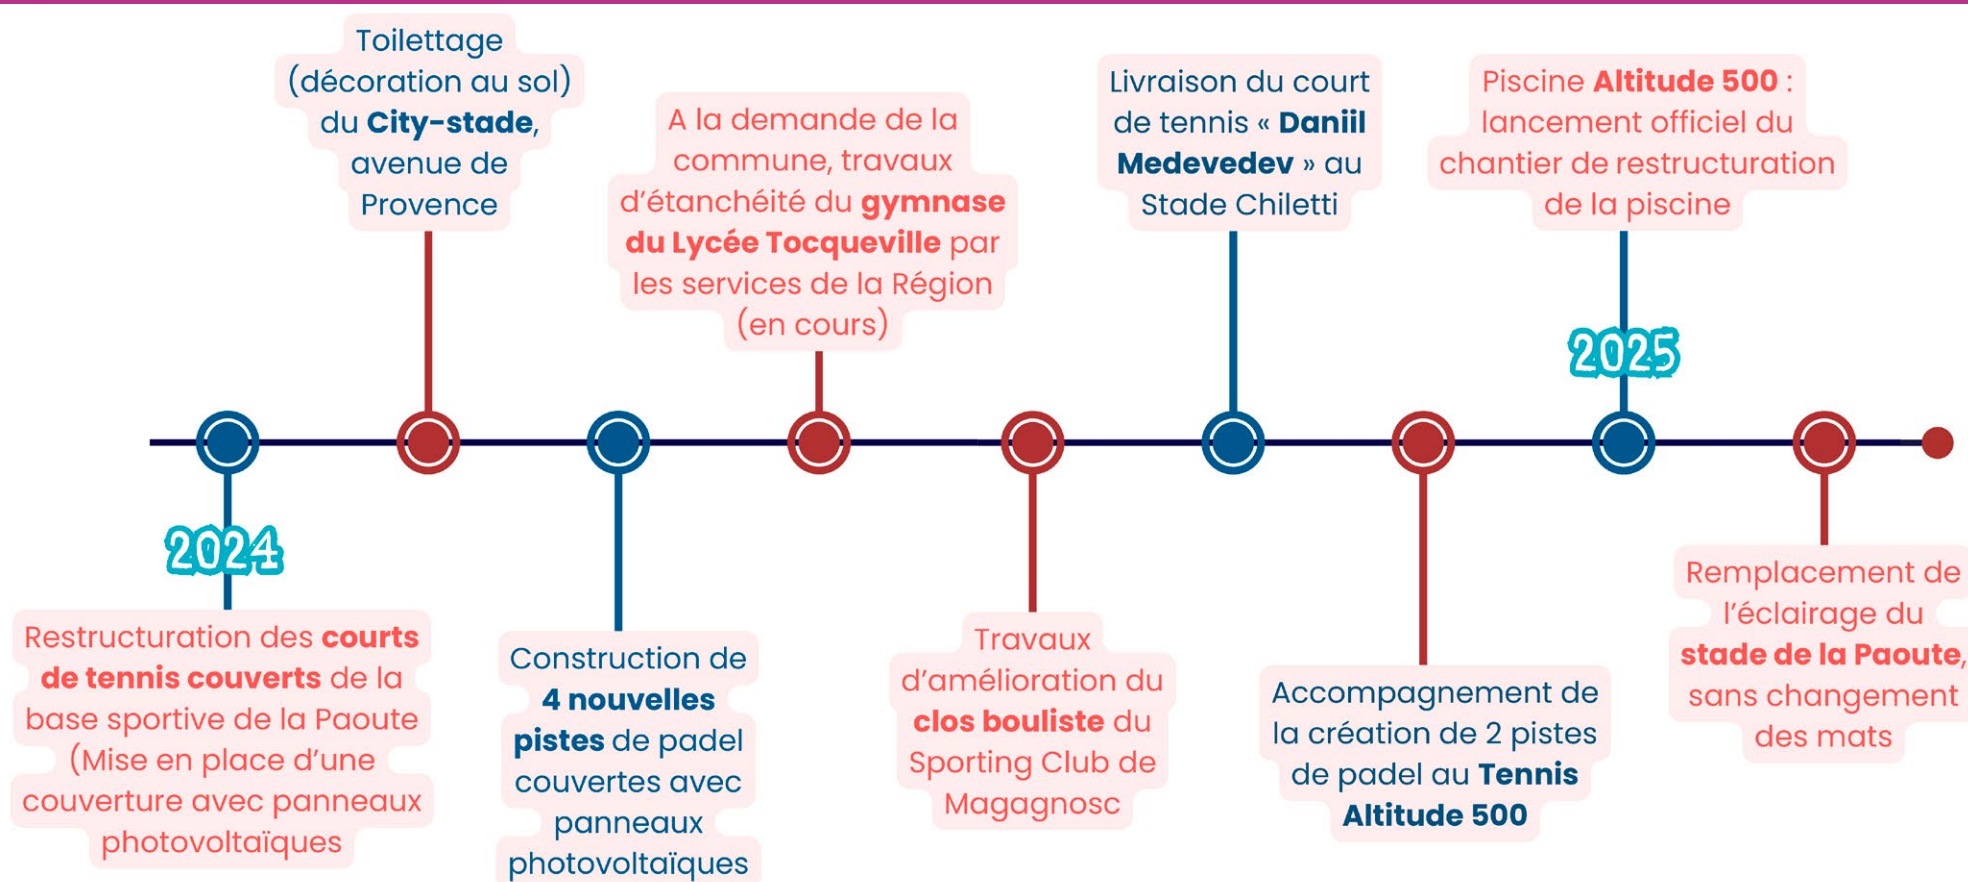 Toilettage
(décoration au sol)
du City-stade,
avenue de
Provence
A la demande de la
commune, travaux
d'étanchéité du gymnase
du Lycée Tocqueville par
les services de la Région
(en cours)
Livraison du court
de tennis « Daniil
Medevedev » au
Stade Chiletti
Piscine Altitude 500 :
lancement officiel du
chantier de restructuration
de la piscine
2025
2024
Restructuration des courts
de tennis couverts de la
base sportive de la Paoute
(Mise en place d'une
couverture avec panneaux
photovoltaïques
Construction de
4 nouvelles
pistes de padel
couvertes avec
panneaux
photovoltaïques
Travaux
d'amélioration du
clos bouliste du
Sporting Club de
Magagnosc
Accompagnement de
la création de 2 pistes
de padel au Tennis
Altitude 500
Remplacement de
l'éclairage du
stade de la Paoute,
sans changement
des mats